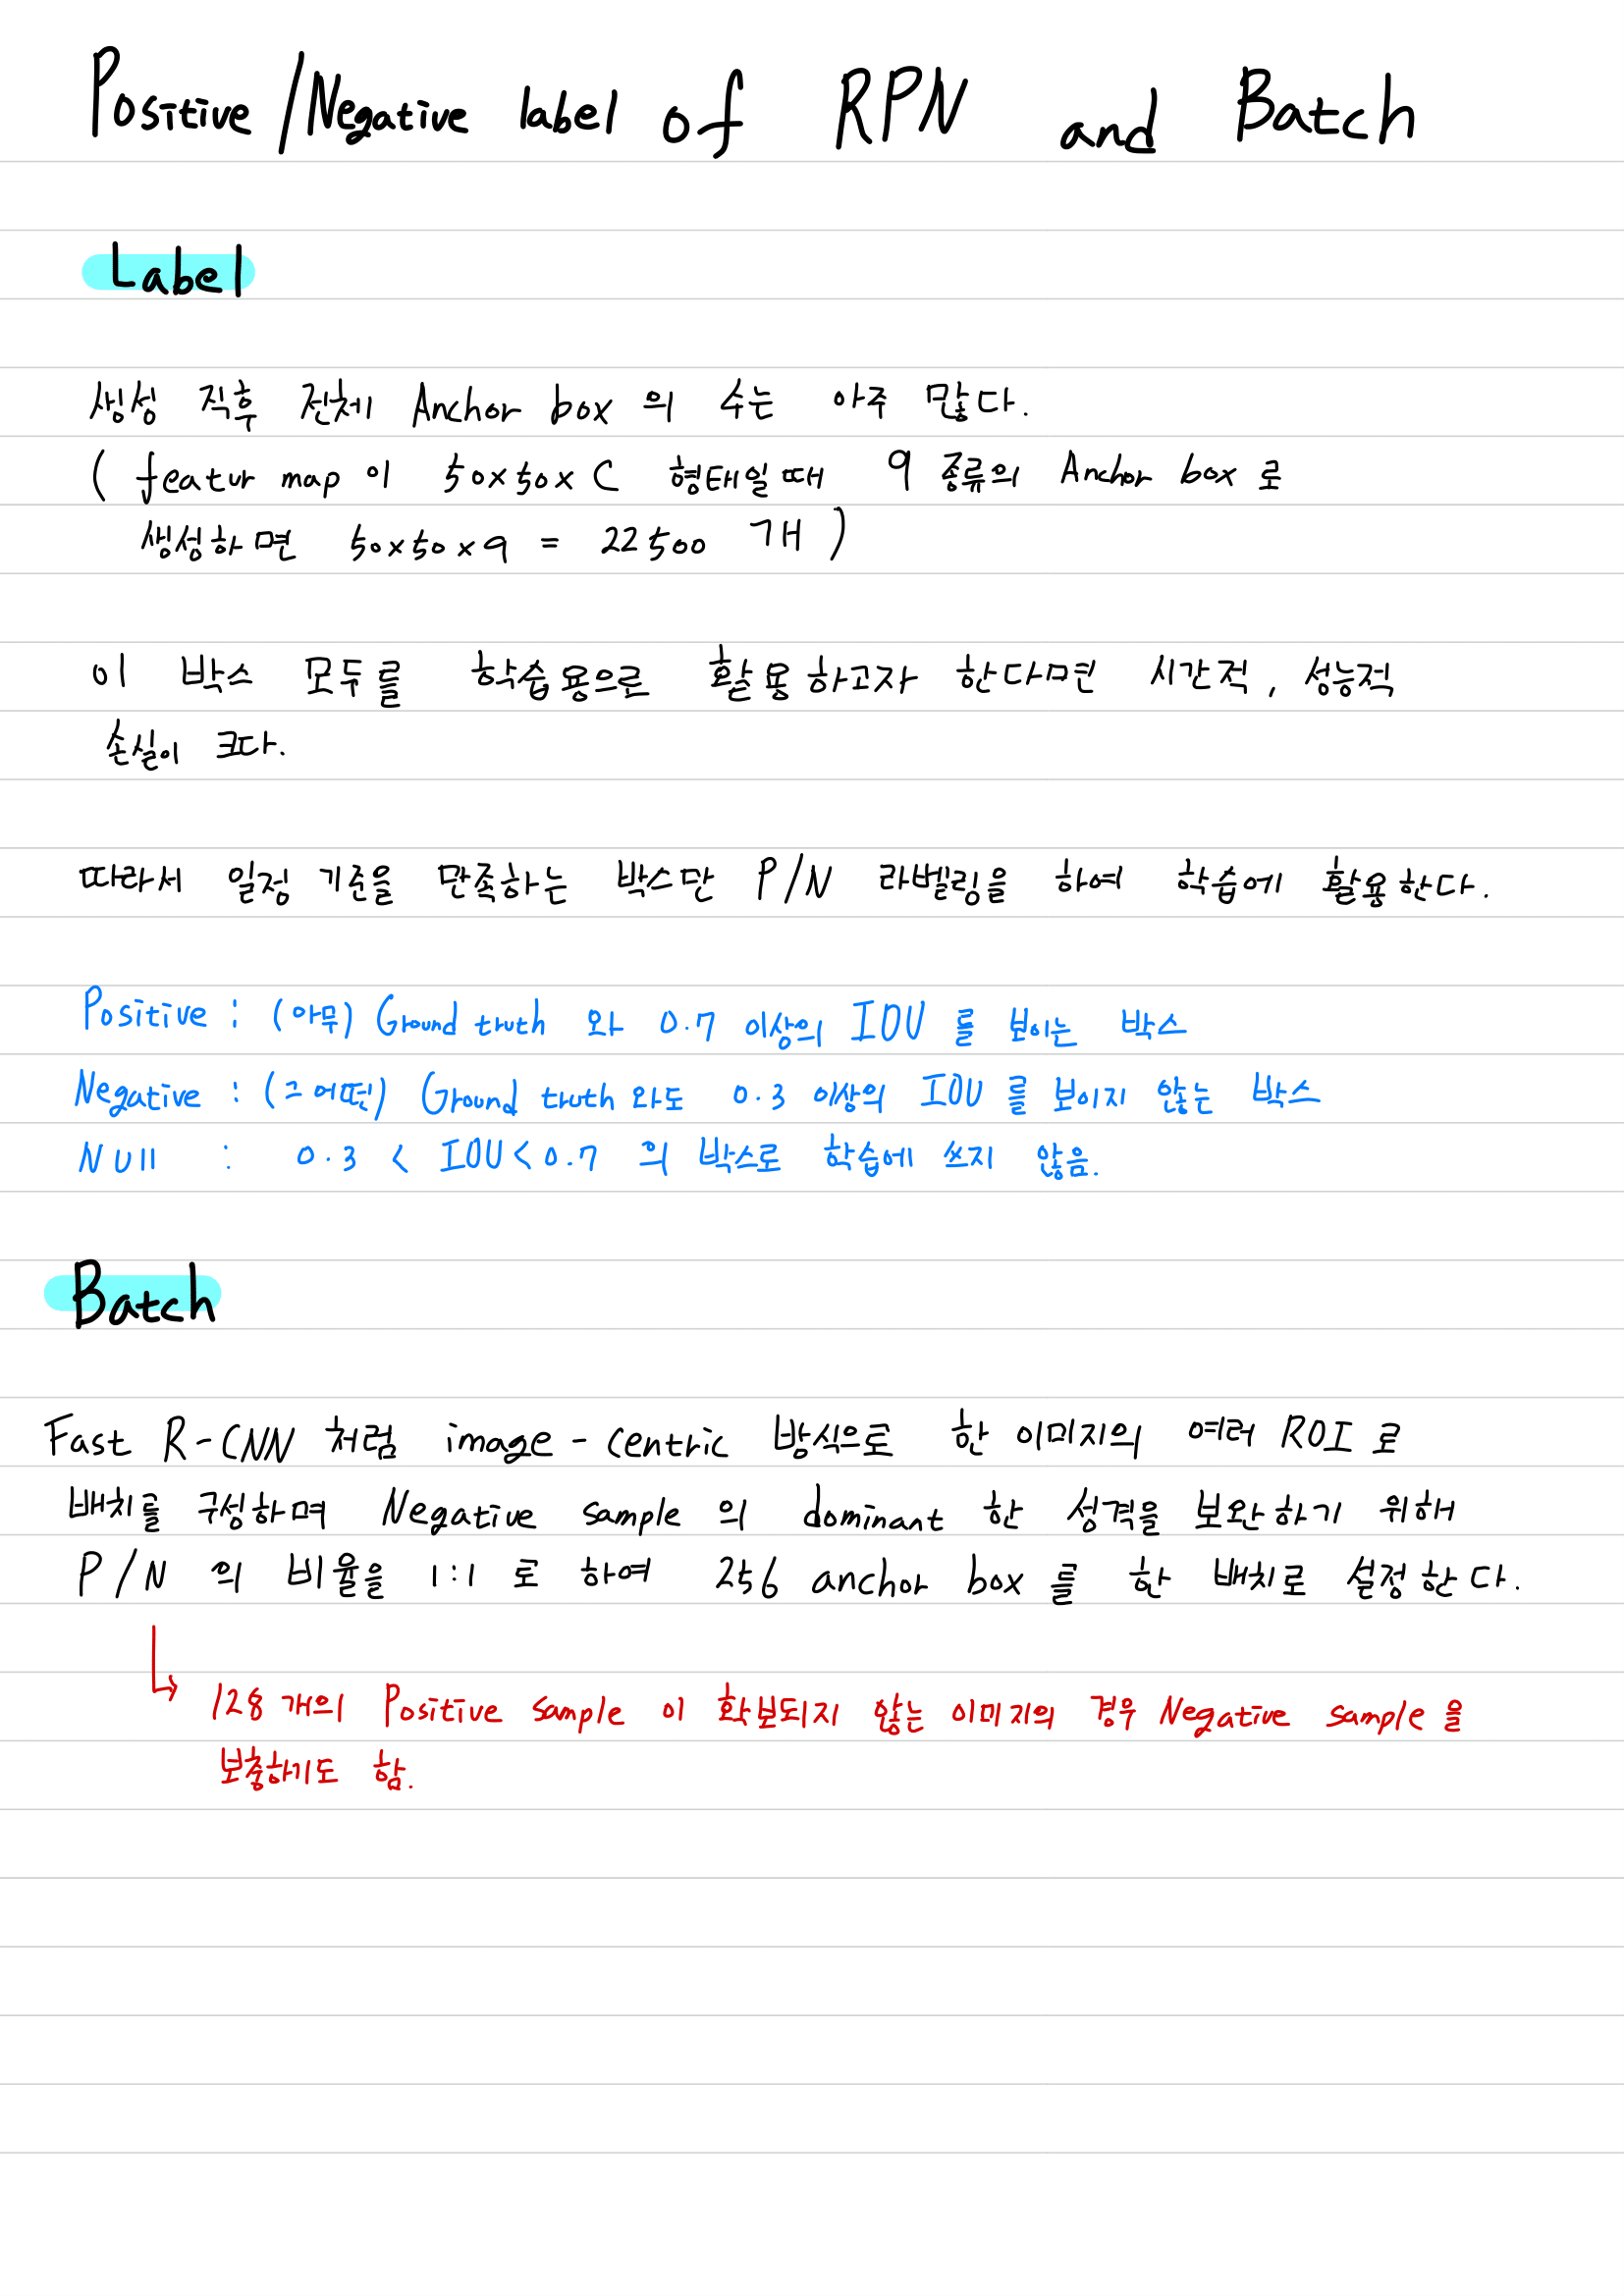 Positive/Negative label of RPN and Batch
Label
생성 직후 전체 Anchor box 의 수는 아주 많다.
( featur map 이 50x50x C 형태일때 9 종류의 Anchor box 로
생성하면 50x50x9 = 22500 개 )
이 박스 모두를 학습용으로 활용하고자 한다면 시간적, 성능적
손실이 크다.
따라서 일정 기준을 만족하는 박스만 P/N 라벨링을 하여 학습에 활용한다.
Positive : (아무) Ground truth 와 0.7 이상의 IOU 를 보이는 박스
Negative : (그 어떤) Ground truth 와도 0.3 이상의 IOU 를 보이지 않는 박스
Null : 0.3 < IOU < 0.7 의 박스로 학습에 쓰지 않음.
Batch
Fast R-CNN 처럼 image-centric 방식으로 한 이미지의 여러 ROI 로
배치를 구성하며 Negative sample 의 dominant 한 성격을 보완하기 위해
P/N 의 비율을 1:1 로 하여 256 anchor box 를 한 배치로 설정한다.
128 개의 Positive sample 이 확보되지 않는 이미지의 경우 Negative sample 을
보충하기도 함.